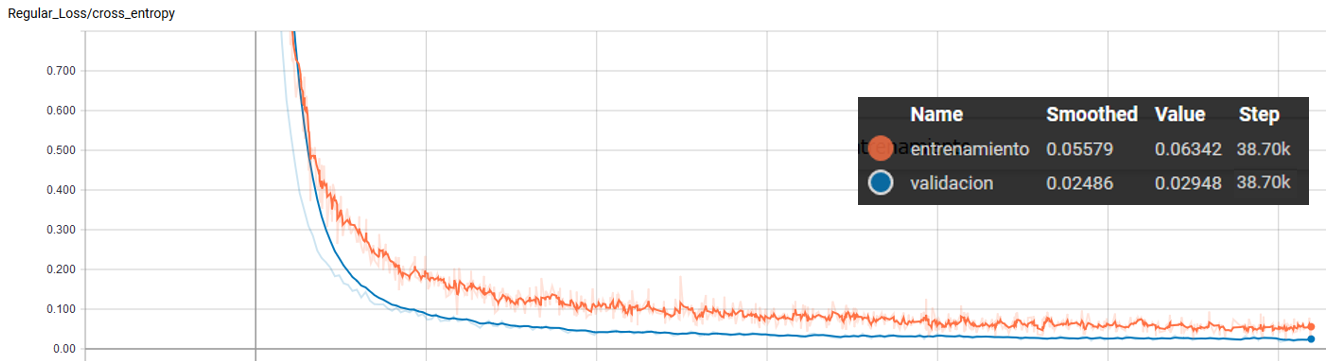 Regular_Loss/cross_entropy
0.700
0.600
0.500
0.400
0.300
0.200
0.100
0.00
Name Smoothed Value Step
entrenamiento 0.05579 0.06342 38.70k
validacion 0.02486 0.02948 38.70k